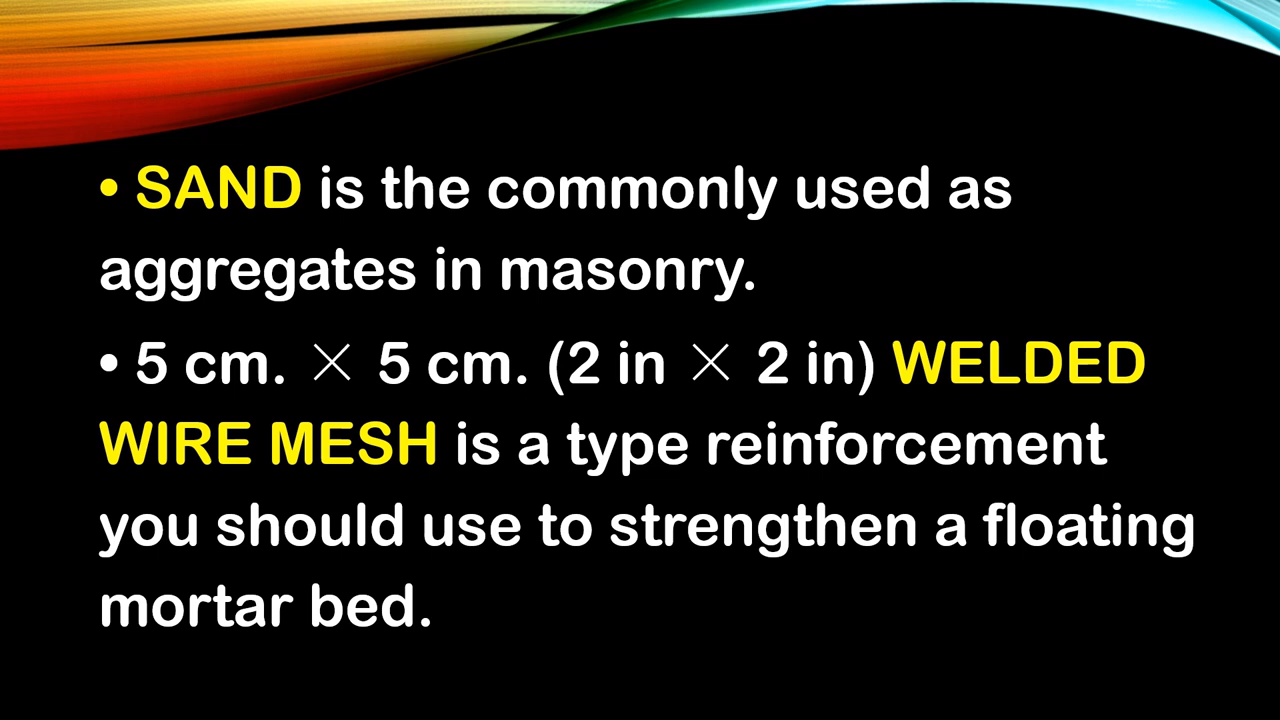 • SAND is the commonly used as
aggregates in masonry.
• 5 cm. × 5 cm. (2 in × 2 in) WELDED
WIRE MESH is a type reinforcement
you should use to strengthen a floating
mortar bed.